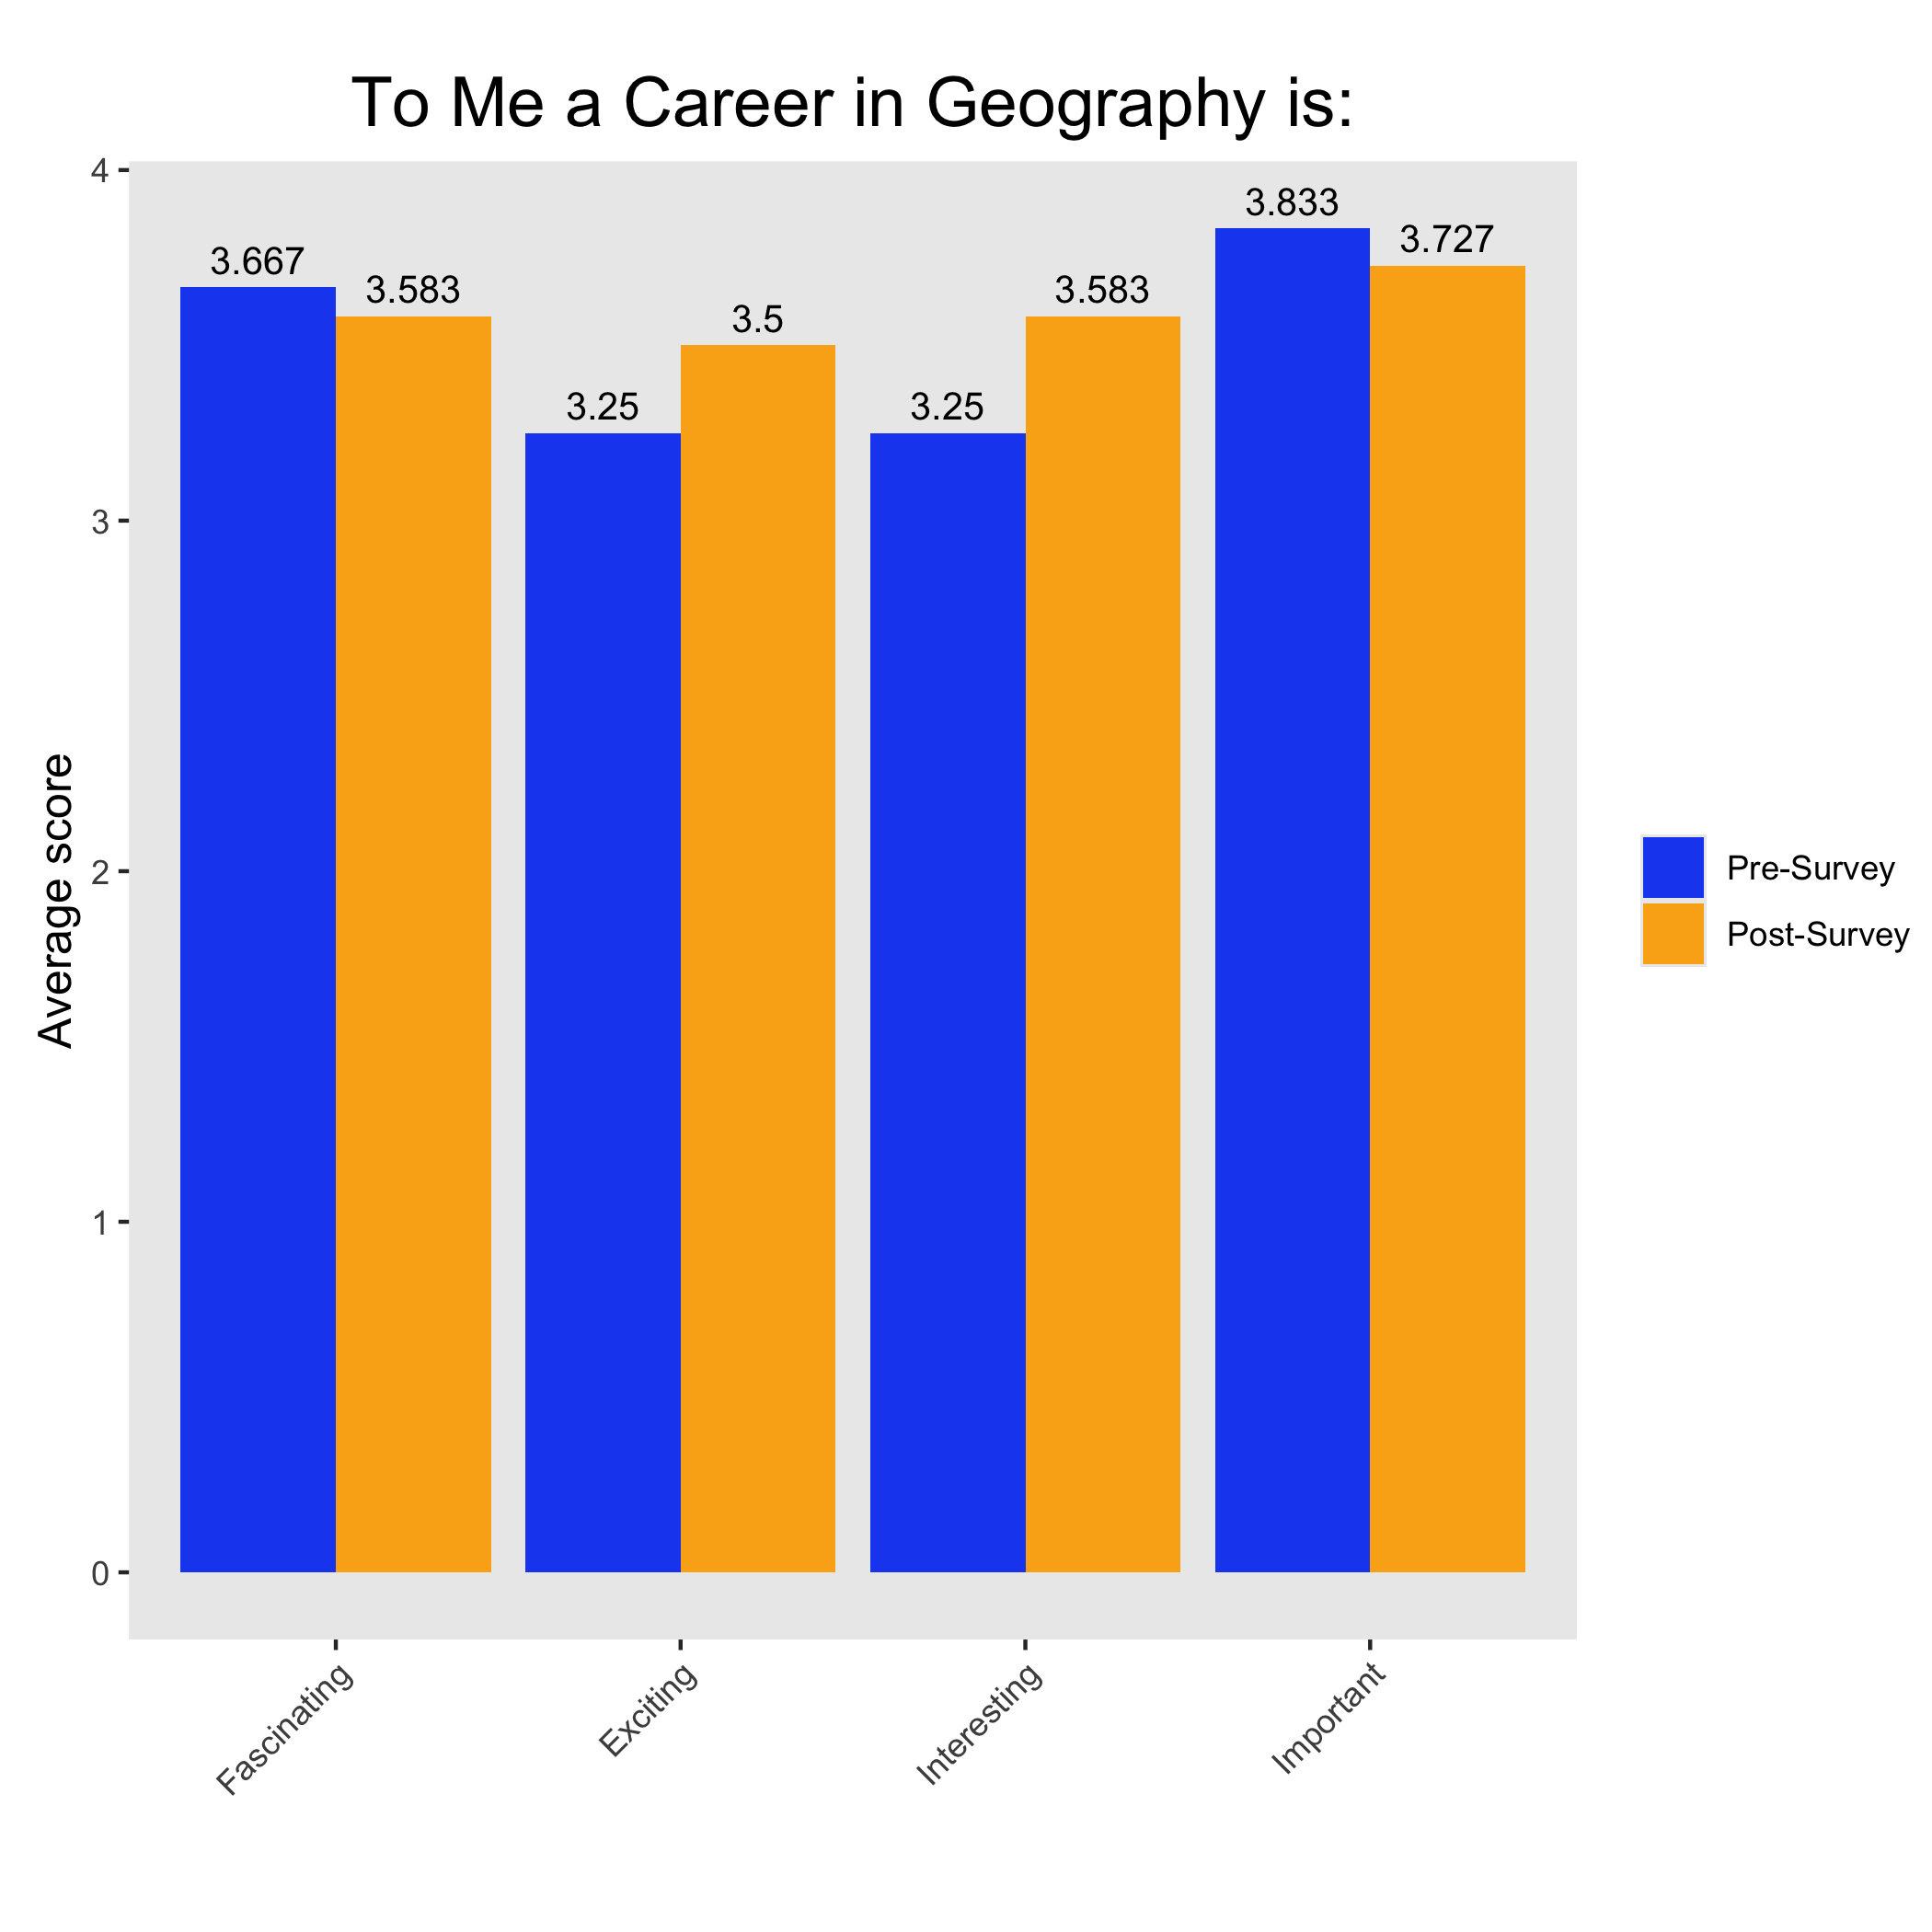 To Me a Career in Geography is:
4
3
2
1
0
Average score
3.667
3.583
3.25
3.5
3.25
3.583
3.833
3.727
Fascinating
Exciting
Interesting
Important
Pre-Survey
Post-Survey